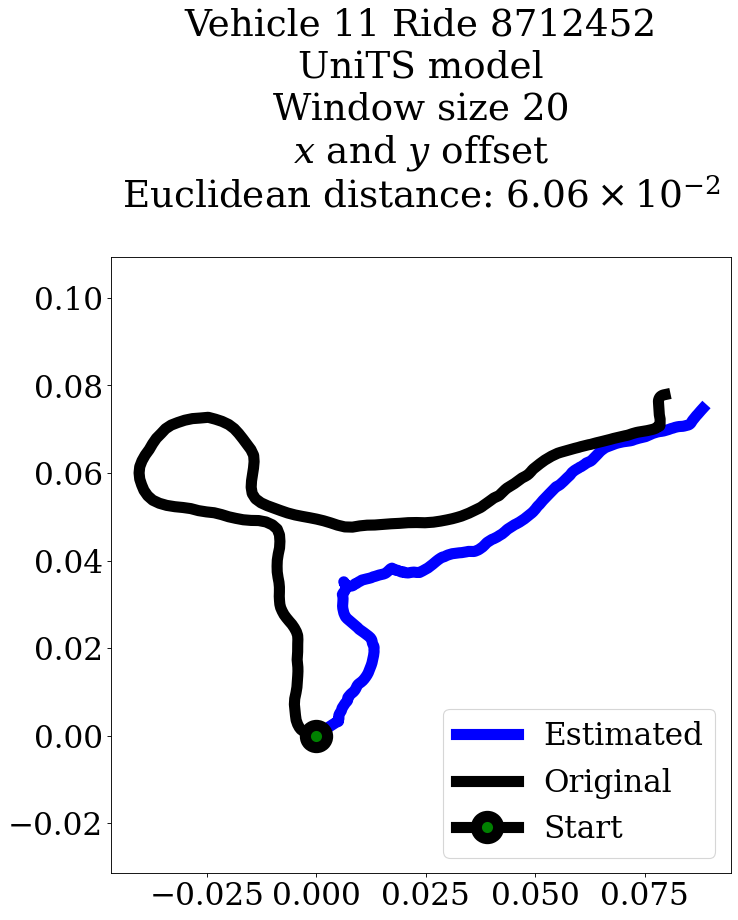 Vehicle 11 Ride 8712452
UniTS model
Window size 20
x and y offset
Euclidean distance: 6.06 × 10⁻²
0.10
0.08
0.06
0.04
0.02
0.00
−0.02
Estimated
Original
Start
−0.025 0.000 0.025 0.050 0.075